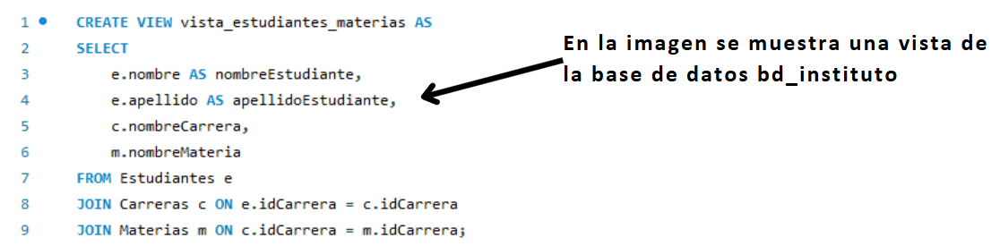 1 CREATE VIEW vista_estudiantes_materias AS
2 SELECT
3 e.nombre AS nombreEstudiante,
4 e.apellido AS apellidoEstudiante,
5 c.nombreCarrera,
6 m.nombreMateria
7 FROM Estudiantes e
8 JOIN Carreras c ON e.idCarrera = c.idCarrera
9 JOIN Materias m ON c.idCarrera = m.idCarrera;
En la imagen se muestra una vista de
la base de datos bd_instituto